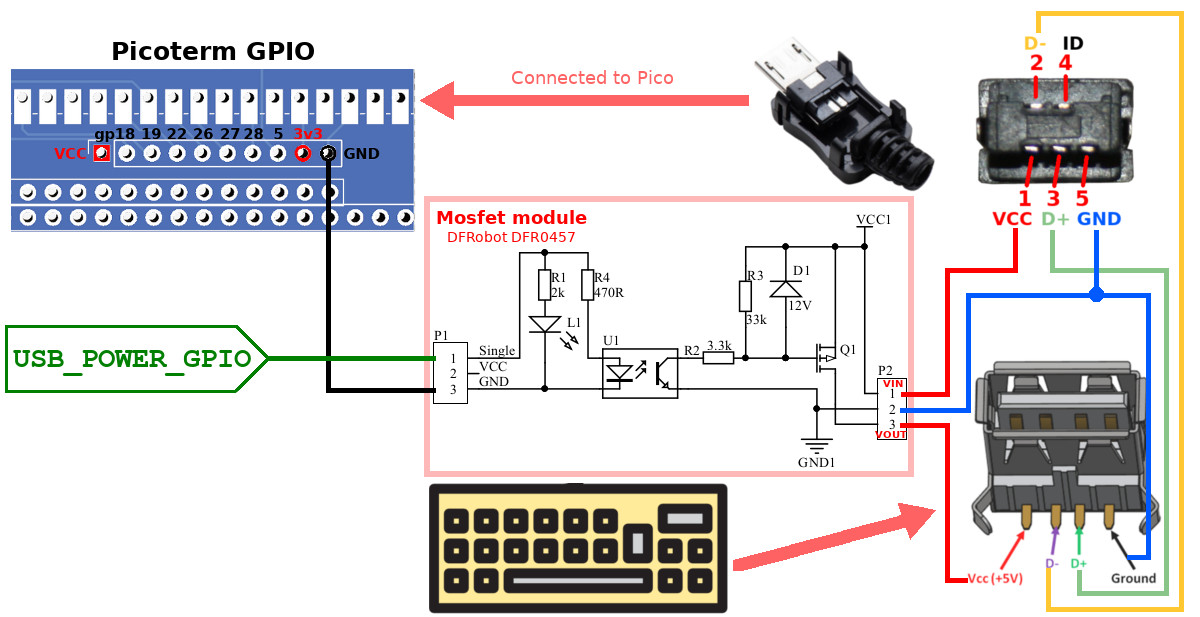 Picoterm GPIO
Connected to Pico
D- ID
2 4
gp18 19 22 26 27 28 5 3v3
VCC GND
1 3 5
VCC D+ GND
Mosfet module
DFRobot DFR0457
VCC1
R1
2k
R4
470R
L1
R3
33k
D1
12V
USB_POWER_GPIO
P1
1 Single
2 VCC
3 GND
U1
R2 3.3k
Q1
P2
VIN
1
2
3
VOUT
GND1
Vcc (+5V)
D- D+
Ground